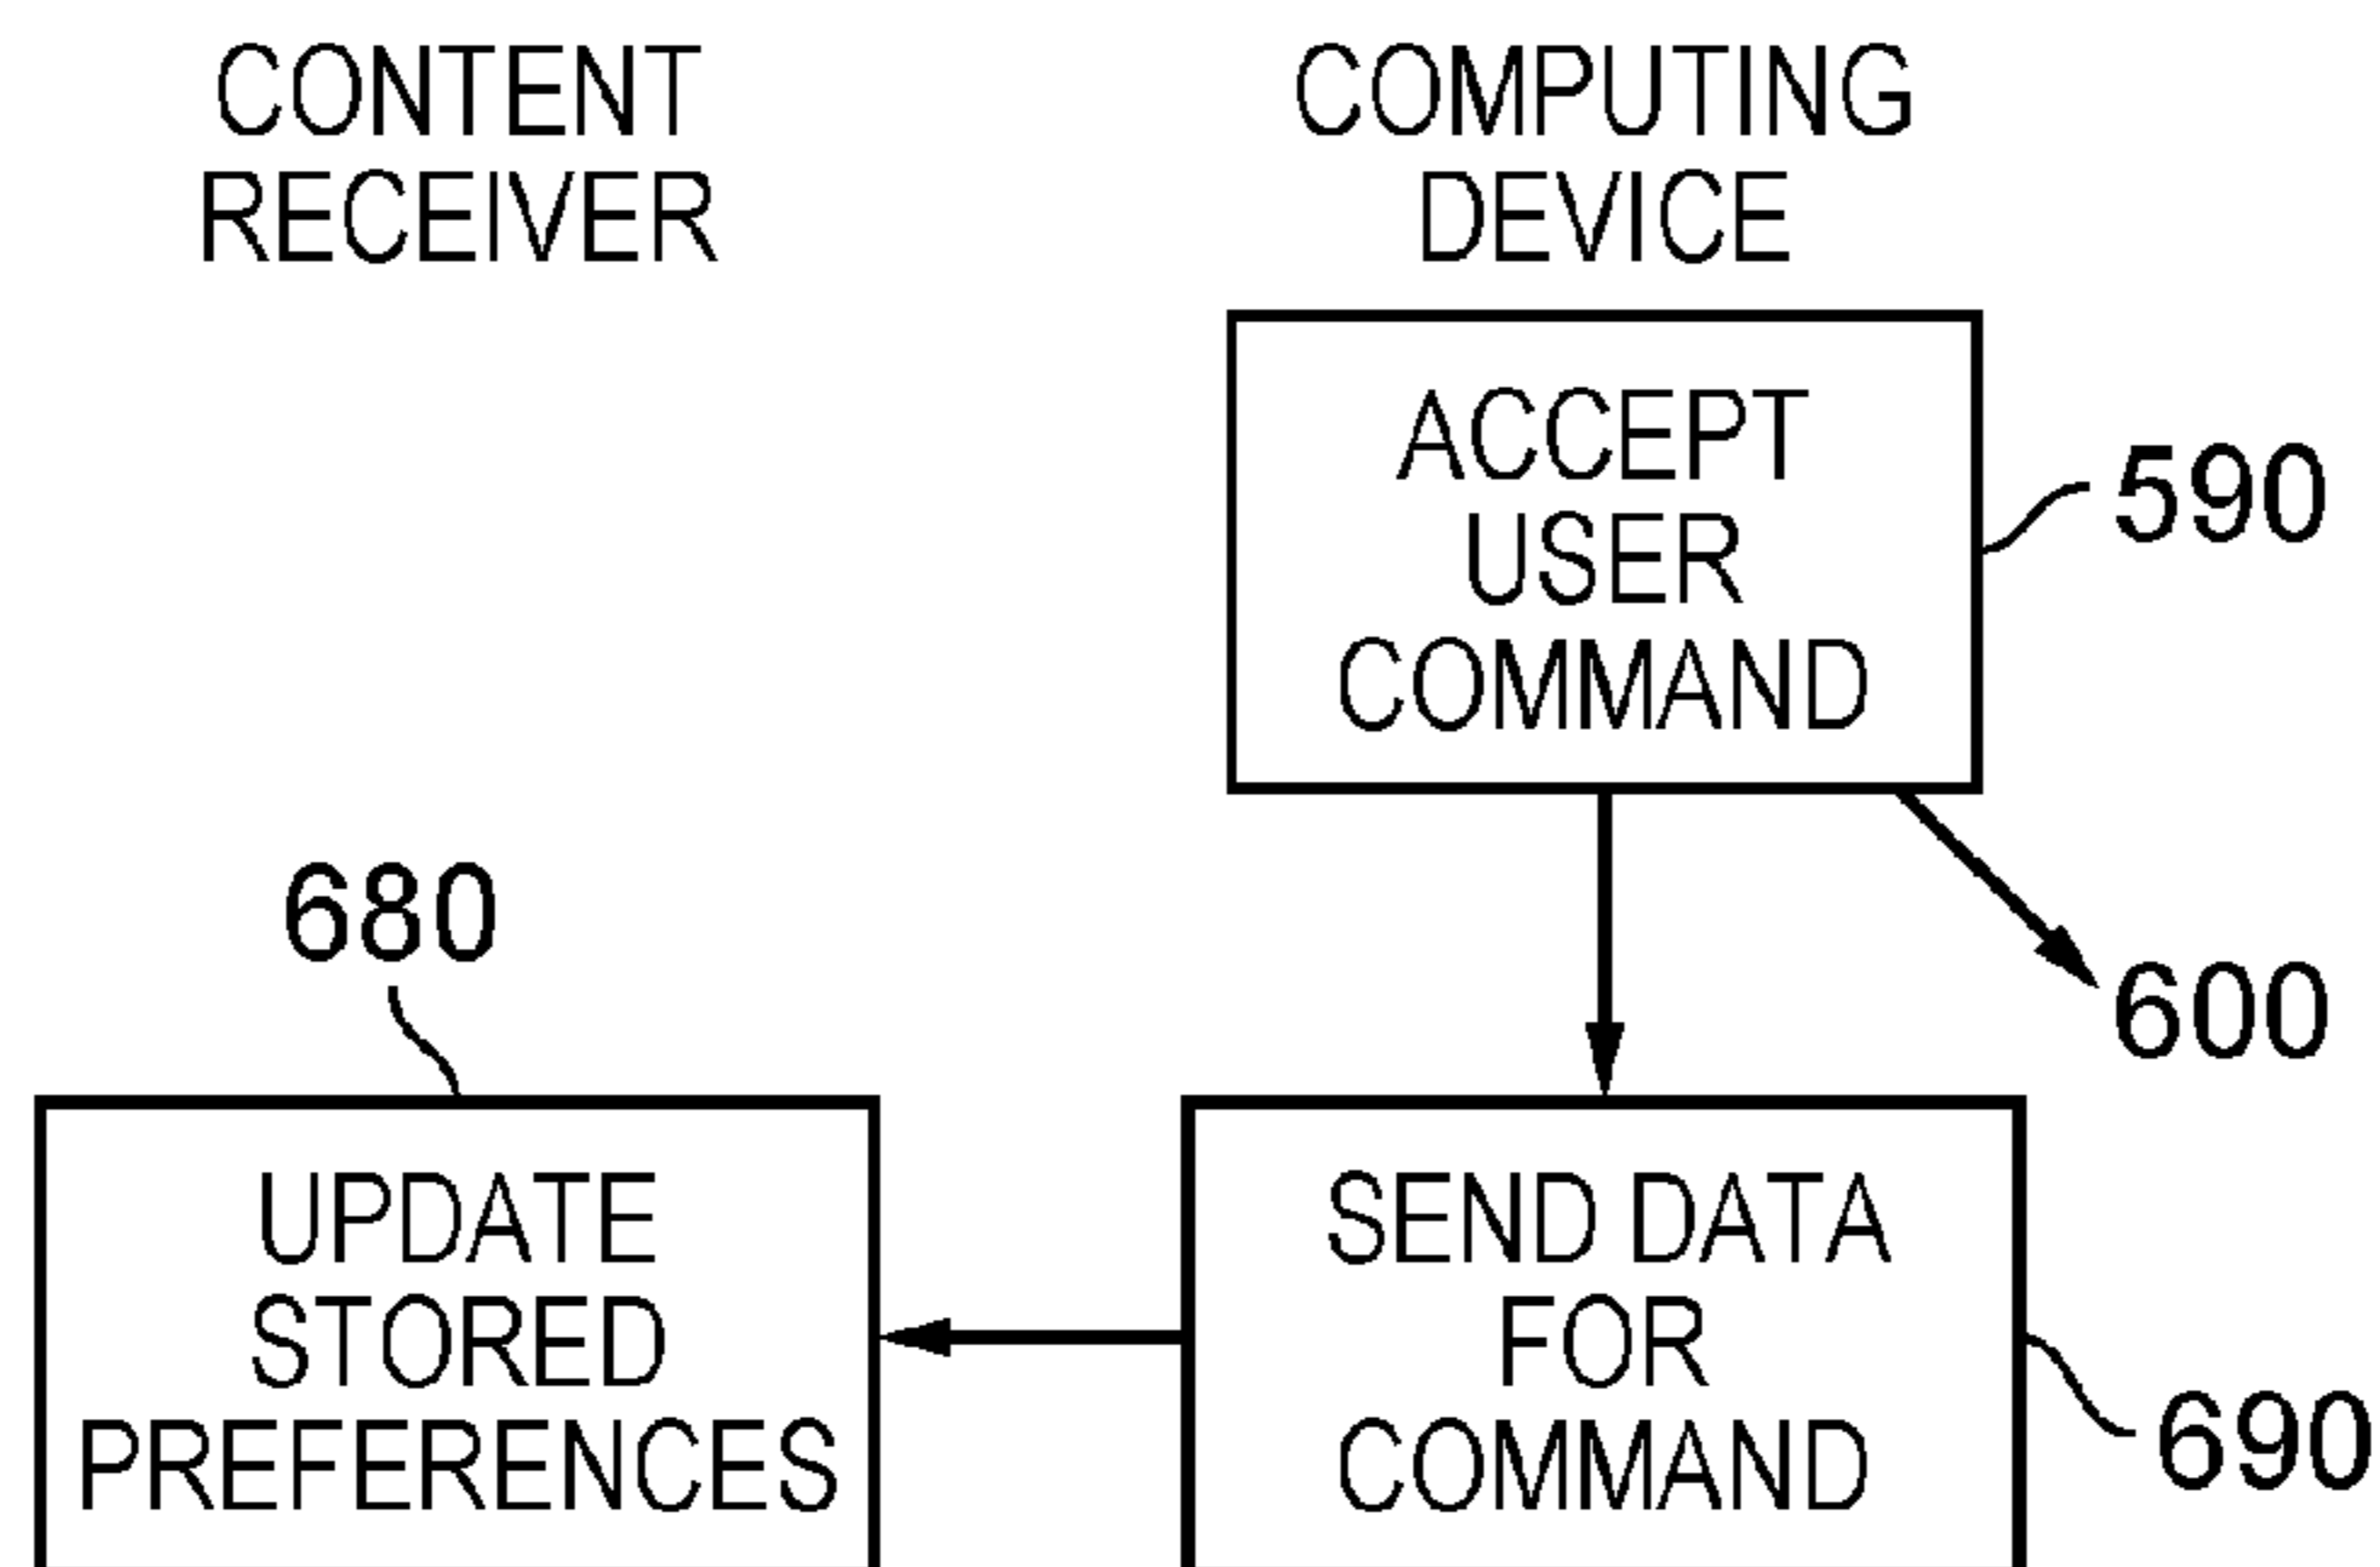 CONTENT
RECEIVER
COMPUTING
DEVICE
ACCEPT
USER
COMMAND
590
600
680
UPDATE
STORED
PREFERENCES
SEND DATA
FOR
COMMAND
690